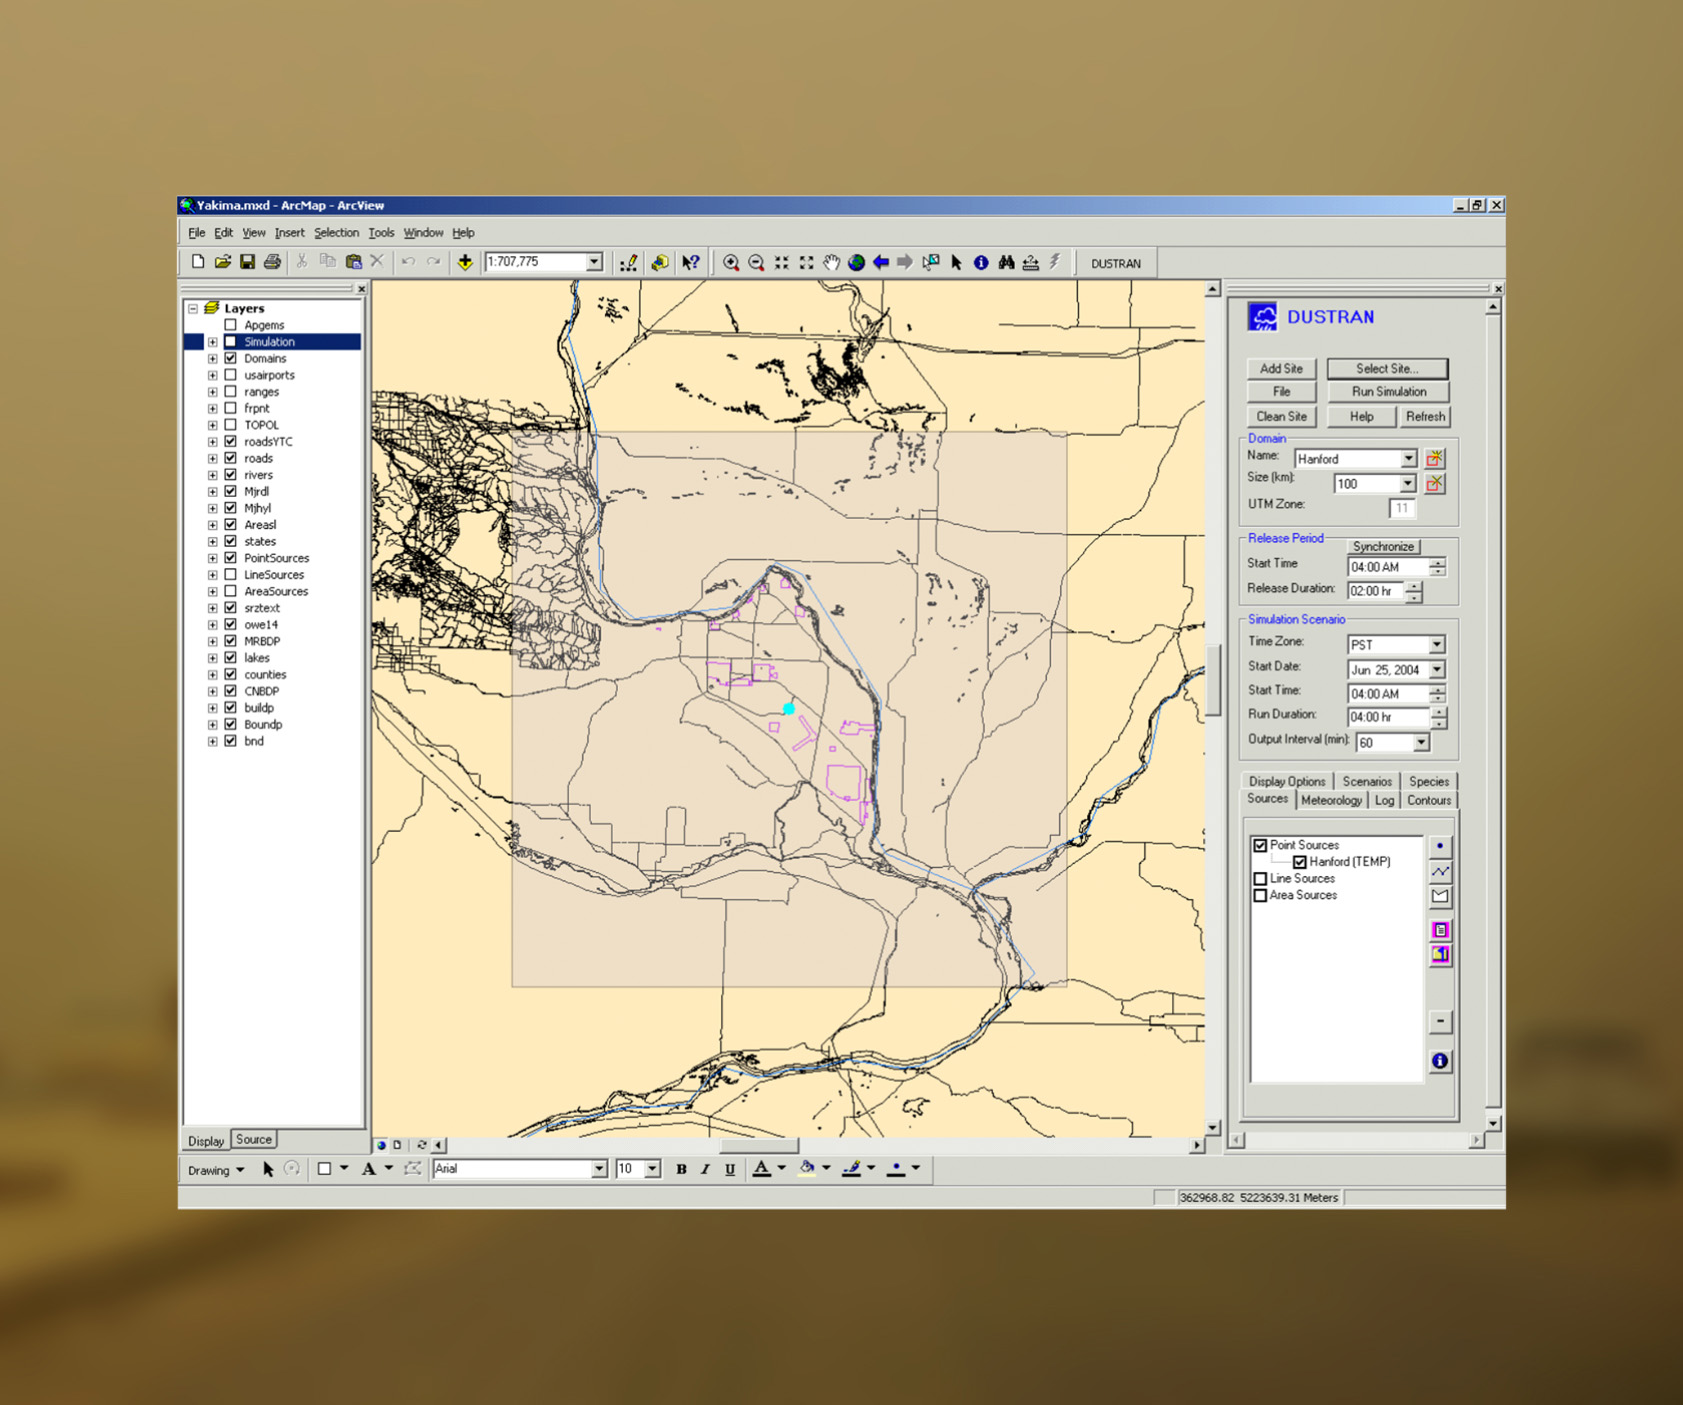 Yakima.mxd - ArcMap - ArcView
File Edit View Insert Selection Tools Window Help
1:707,775
DUSTRAN
Layers
Apgems
Simulation
Domains
usairports
ranges
frpnt
TOPOL
roadsYTC
roads
rivers
Mjrdl
Mjhyl
Areasl
states
PointSources
LineSources
AreaSources
srztext
owe14
MRBDP
lakes
counties
CNBDP
buildp
Boundp
bnd
Display Source
DUSTRAN
Add Site Select Site...
File Run Simulation
Clean Site Help Refresh
Domain
Name: Hanford
Size (km): 100
UTM Zone: 11
Release Period
Synchronize
Start Time 04:00 AM
Release Duration: 02:00 hr
Simulation Scenario
Time Zone: PST
Start Date: Jun 25, 2004
Start Time: 04:00 AM
Run Duration: 04:00 hr
Output Interval (min): 60
Display Options Scenarios Species
Sources Meteorology Log Contours
Point Sources
Hanford (TEMP)
Line Sources
Area Sources
Drawing A Arial 10 B I U A
362968.82 5223639.31 Meters